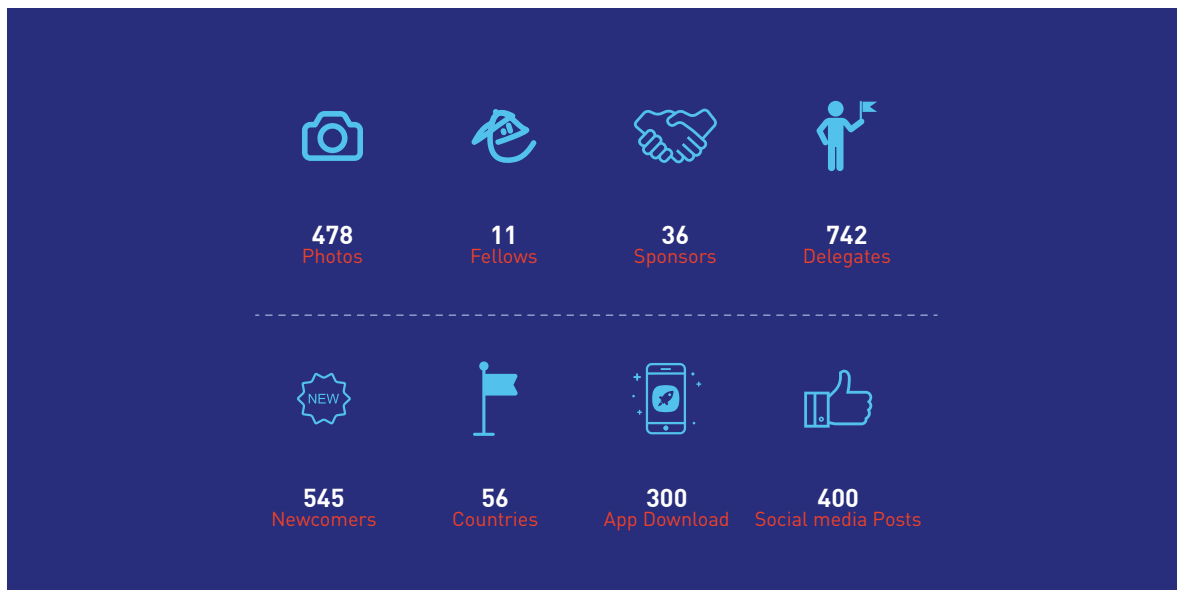 478 11 36 742
Photos Fellows Sponsors Delegates
NEW
545 56 300 400
Newcomers Countries App Download Social media Posts